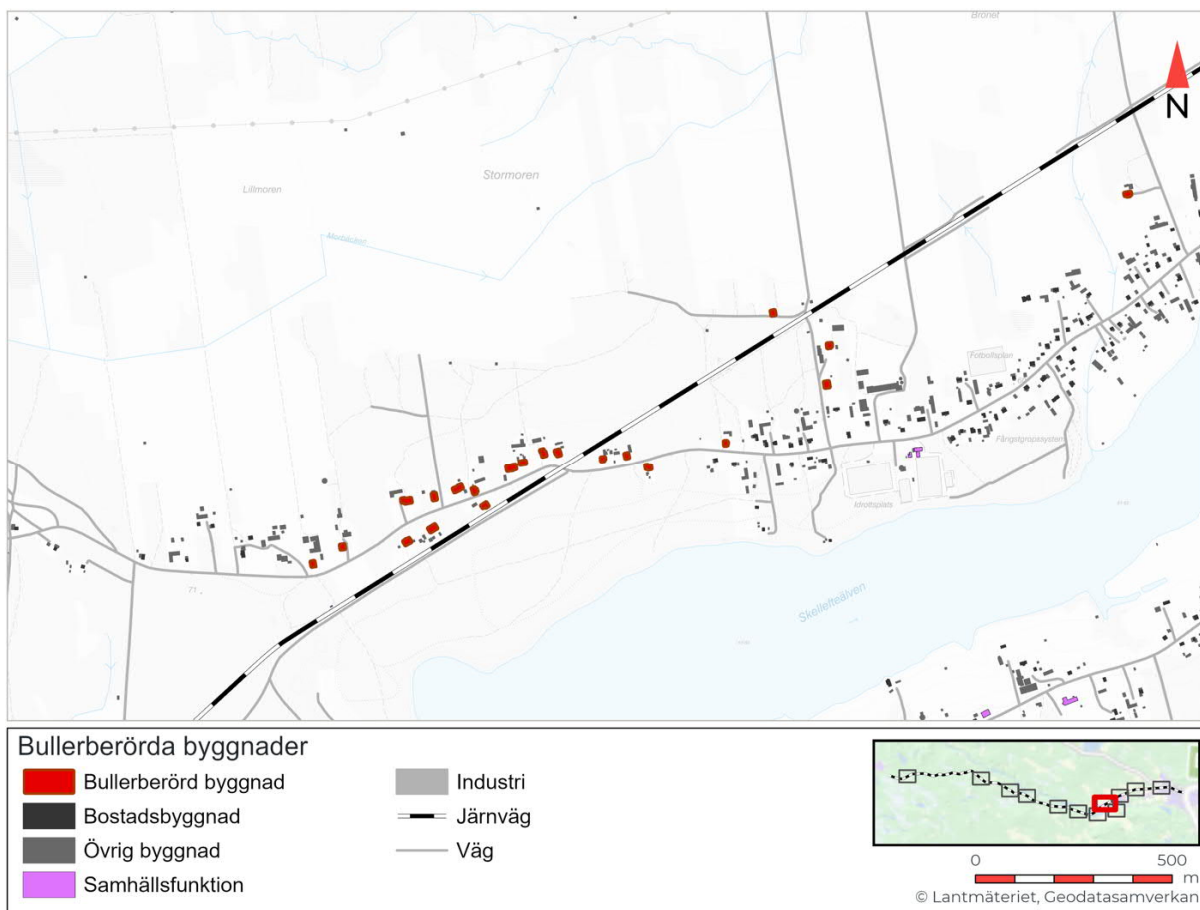 Brönet
N
Lillmoren
Stormoren
Fotbollsplan
Fångstgropssystem
Idrottsplats
71
Skellefteälven
Bullerberörda byggnader
Bullerberörd byggnad
Bostadsbyggnad
Övrig byggnad
Samhällsfunktion
Industri
Järnväg
Väg
0 500
m
© Lantmäteriet, Geodatasamverkan